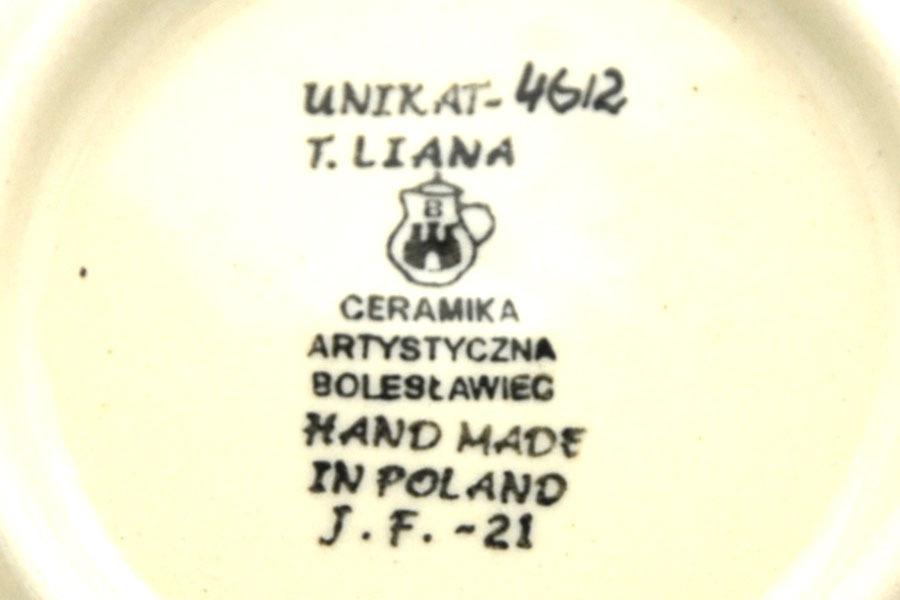 UNIKAT-4612
T. LIANA
B
CERAMIKA
ARTYSTYCZNA
BOLESŁAWIEC
HAND MADE
IN POLAND
J. F. -21